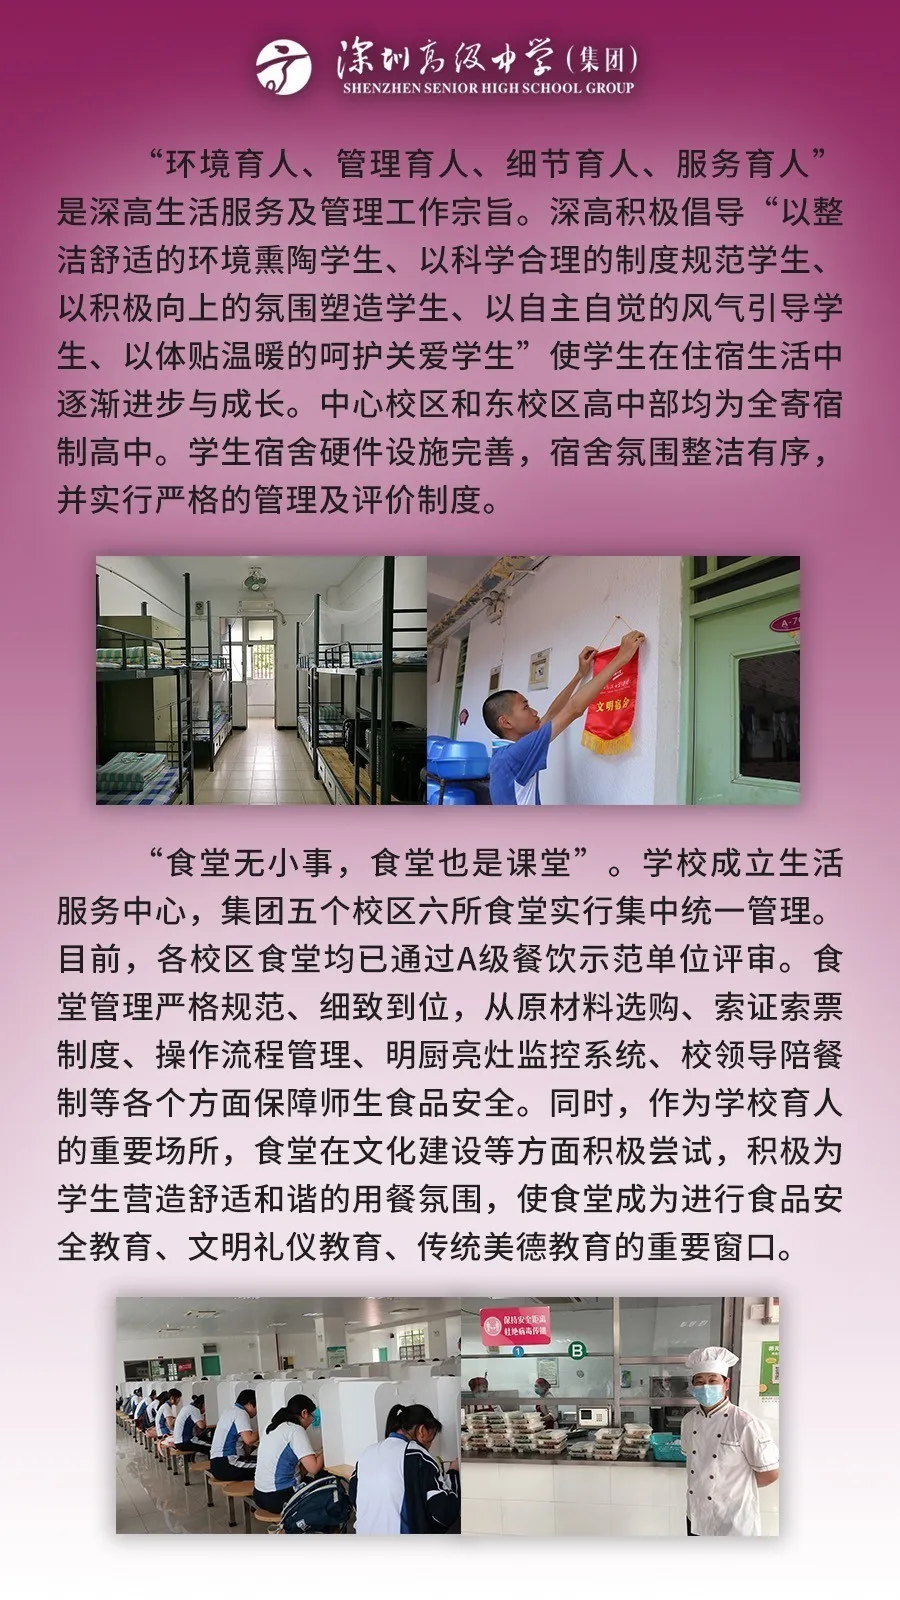 深圳高级中学(集团)
SHENZHEN SENIOR HIGH SCHOOL GROUP
“环境育人、管理育人、细节育人、服务育人”
是深高生活服务及管理工作宗旨。深高积极倡导“以整
洁舒适的环境熏陶学生、以科学合理的制度规范学生、
以积极向上的氛围塑造学生、以自主自觉的风气引导学
生、以体贴温暖的呵护关爱学生”使学生在住宿生活中
逐渐进步与成长。中心校区和东校区高中部均为全寄宿
制高中。学生宿舍硬件设施完善，宿舍氛围整洁有序，
并实行严格的管理及评价制度。
文明宿舍
“食堂无小事，食堂也是课堂”。学校成立生活
服务中心，集团五个校区六所食堂实行集中统一管理。
目前，各校区食堂均已通过A级餐饮示范单位评审。食
堂管理严格规范、细致到位，从原材料选购、索证索票
制度、操作流程管理、明厨亮灶监控系统、校领导陪餐
制等各个方面保障师生食品安全。同时，作为学校育人
的重要场所，食堂在文化建设等方面积极尝试，积极为
学生营造舒适和谐的用餐氛围，使食堂成为进行食品安
全教育、文明礼仪教育、传统美德教育的重要窗口。
保持安全距离
杜绝病毒传播
1
B